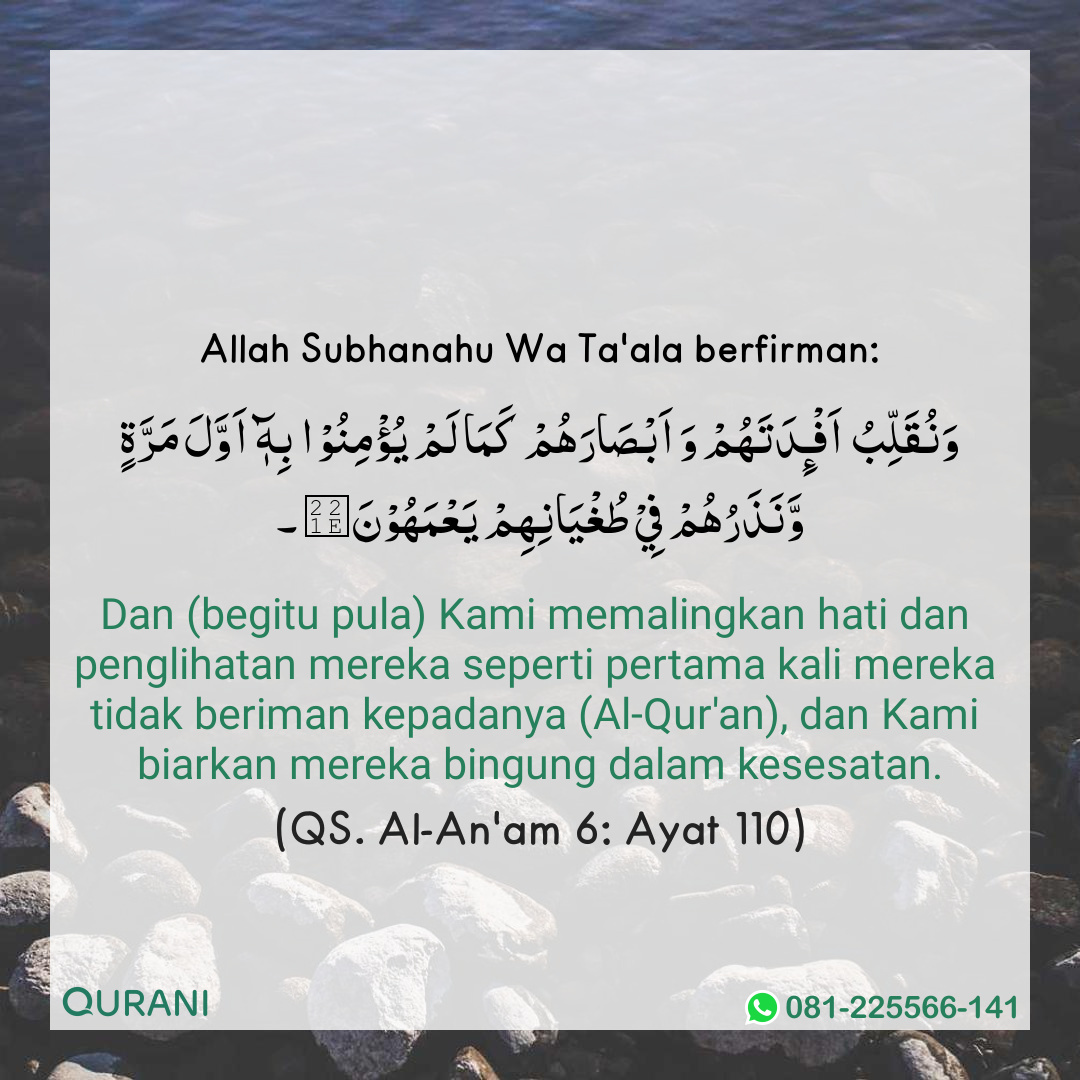 Allah Subhanahu Wa Ta'ala berfirman:
وَنُقَلِّبُ اَفْـِٕدَتَهُمْ وَاَبْصَارَهُمْ كَمَا لَمْ يُؤْمِنُوْا بِهٖٓ اَوَّلَ مَرَّةٍ
وَّنَذَرُهُمْ فِيْ طُغْيَانِهِمْ يَعْمَهُوْنَ∞ ۔
Dan (begitu pula) Kami memalingkan hati dan
penglihatan mereka seperti pertama kali mereka
tidak beriman kepadanya (Al-Qur'an), dan Kami
biarkan mereka bingung dalam kesesatan.
(QS. Al-An'am 6: Ayat 110)
QURANI
081-225566-141